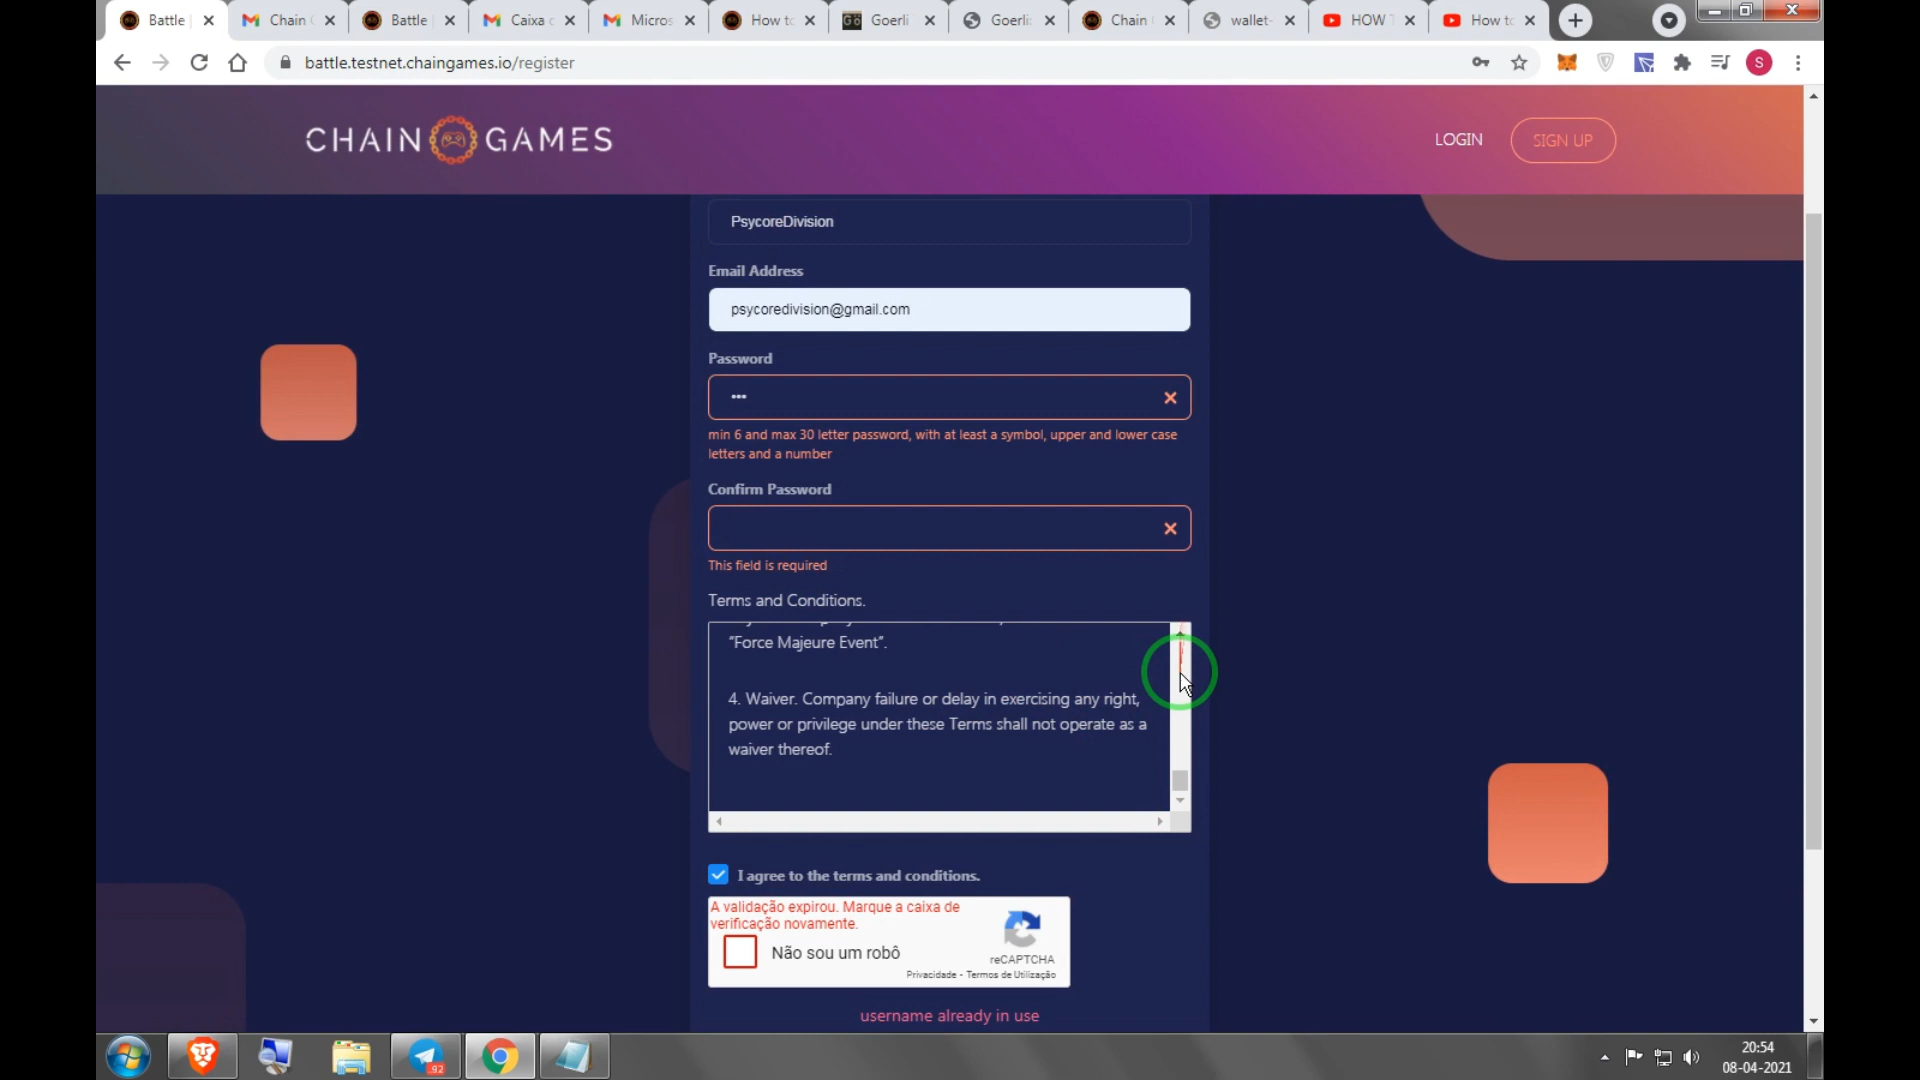 Battle
Chain
Battle
Caixa
Micros
How to
Goerli
Goerli
Chain
wallet
HOW
How to
battle.testnet.chaingames.io/register
S
CHAIN GAMES
LOGIN
SIGN UP
PsycoreDivision
Email Address
psycoredivision@gmail.com
Password
•••
min 6 and max 30 letter password, with at least a symbol, upper and lower case
letters and a number
Confirm Password
This field is required
Terms and Conditions.
“Force Majeure Event”.
4. Waiver. Company failure or delay in exercising any right,
power or privilege under these Terms shall not operate as a
waiver thereof.
I agree to the terms and conditions.
A validação expirou. Marque a caixa de
verificação novamente.
Não sou um robô
reCAPTCHA
Privacidade - Termos de Utilização
username already in use
92
20:54
08-04-2021